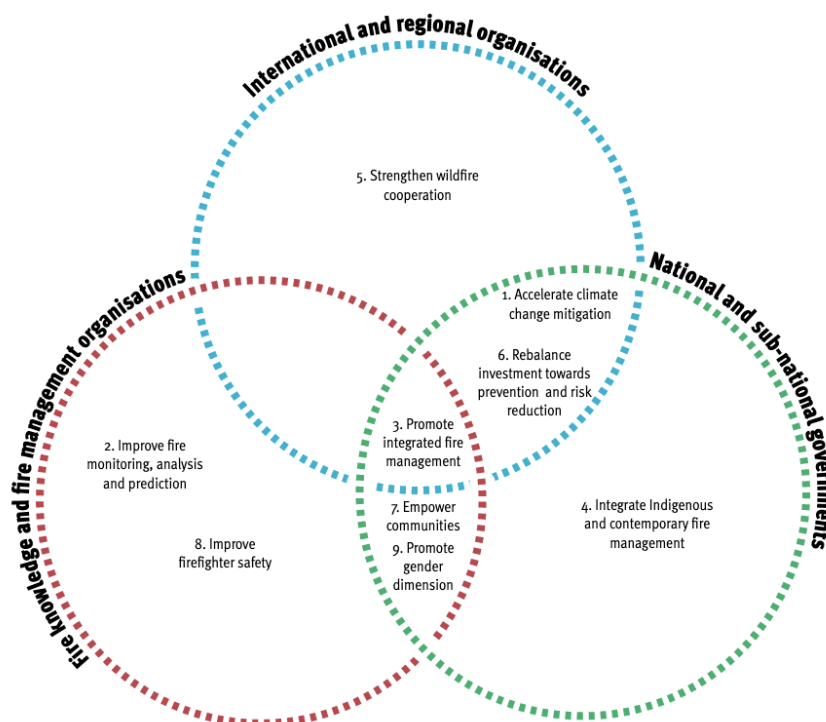 International and regional organisations
5. Strengthen wildfire
cooperation
Fire knowledge and fire management organisations
National and sub-national governments
1. Accelerate climate
change mitigation
6. Rebalance
investment towards
prevention and risk
reduction
3. Promote
integrated fire
management
2. Improve fire
monitoring, analysis
and prediction
8. Improve
firefighter safety
7. Empower
communities
9. Promote
gender
dimension
4. Integrate Indigenous
and contemporary fire
management